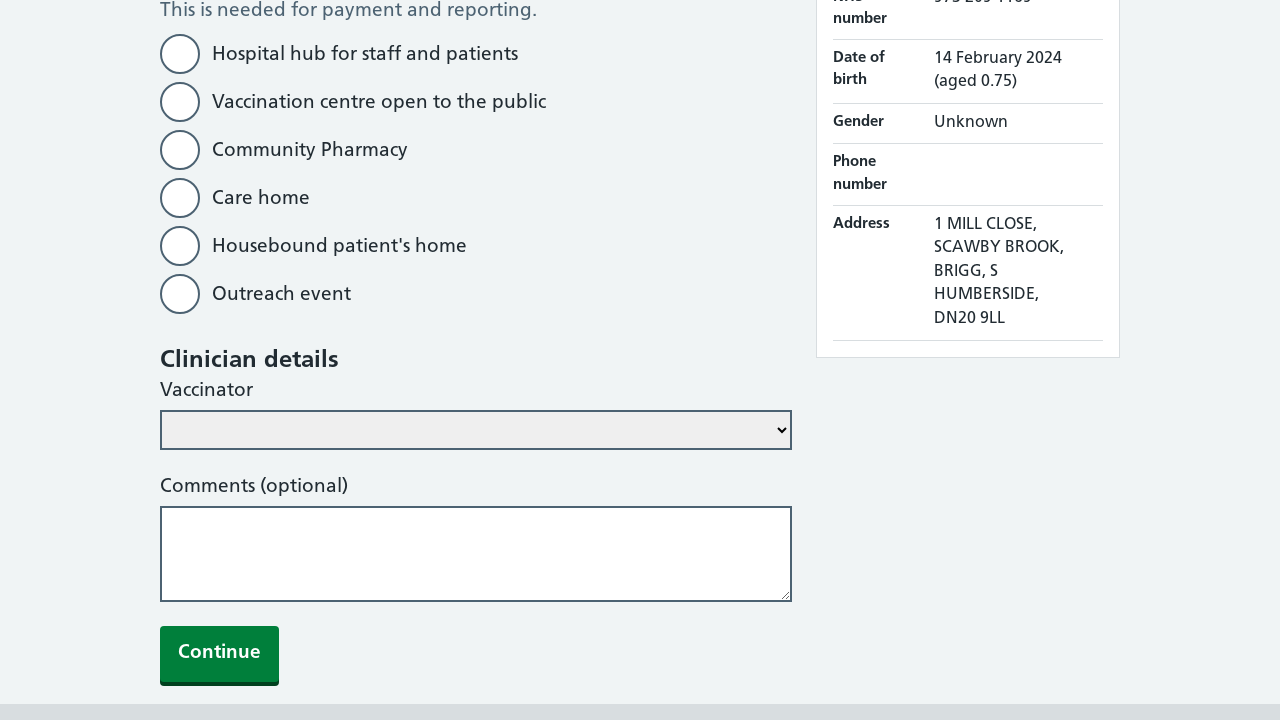 This is needed for payment and reporting.
Hospital hub for staff and patients
Vaccination centre open to the public
Community Pharmacy
Care home
Housebound patient's home
Outreach event
Clinician details
Vaccinator
Comments (optional)
Continue
number
Date of birth
14 February 2024
(aged 0.75)
Gender
Unknown
Phone
number
Address
1 MILL CLOSE,
SCAWBY BROOK,
BRIGG, S
HUMBERSIDE,
DN20 9LL